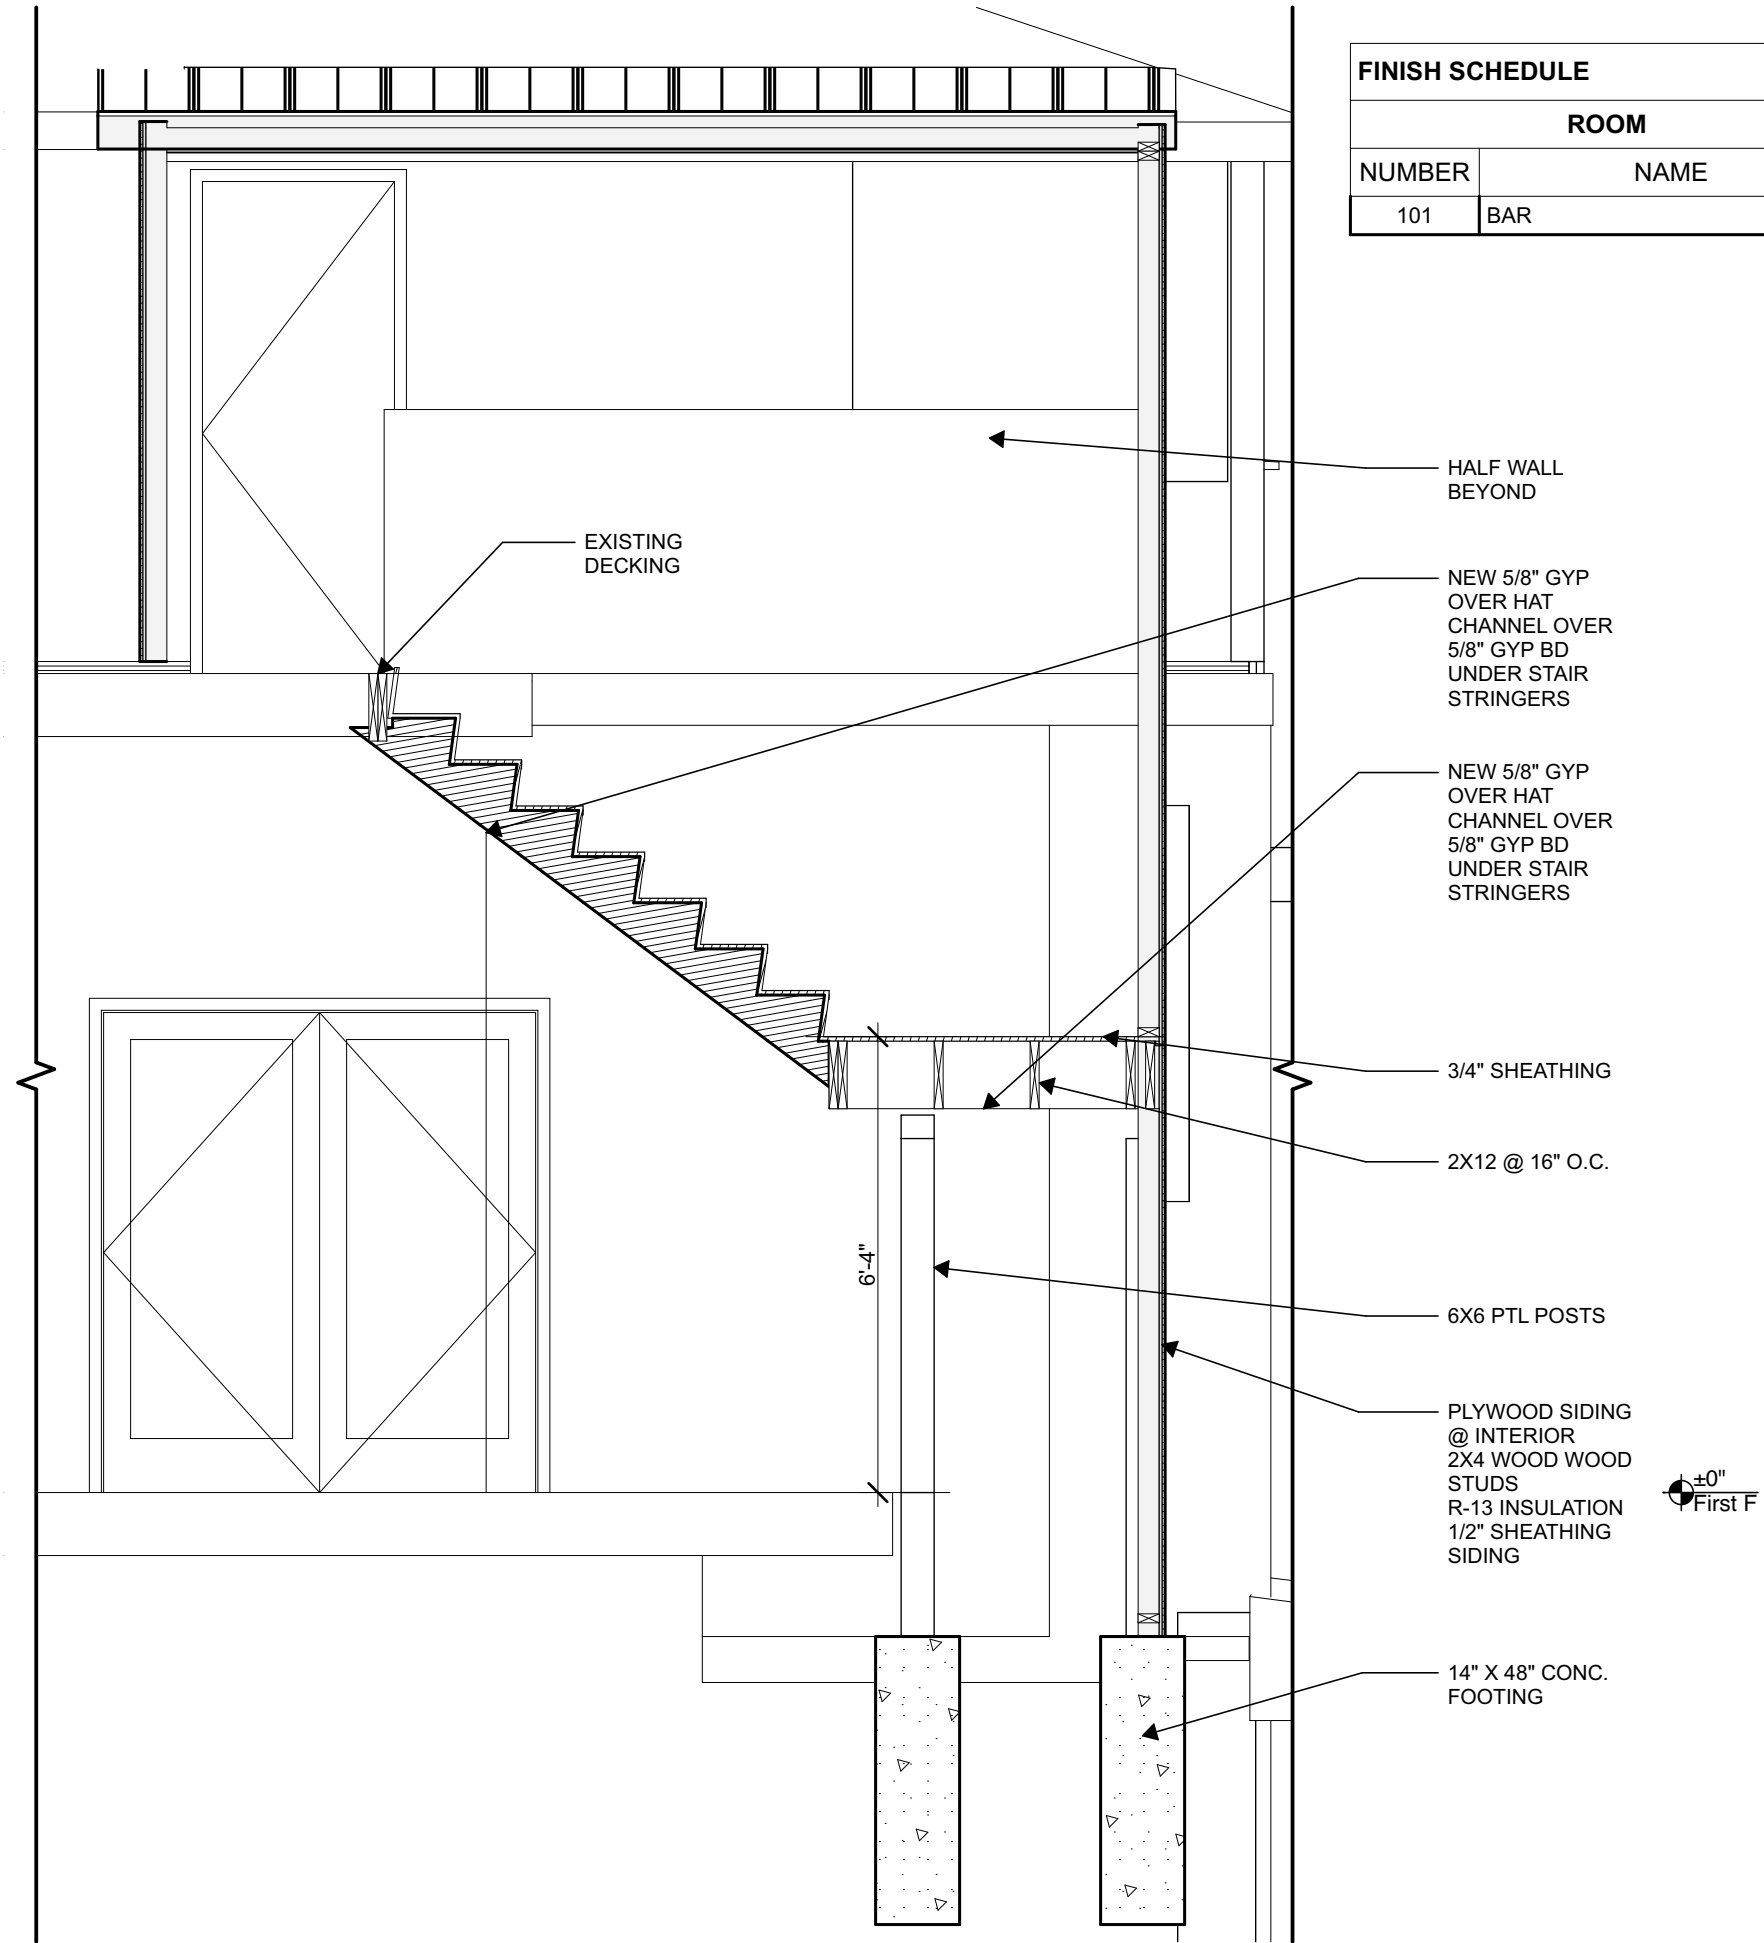 FINISH SCHEDULE
ROOM
NUMBER NAME
101 BAR
HALF WALL
BEYOND
EXISTING
DECKING
NEW 5/8" GYP
OVER HAT
CHANNEL OVER
5/8" GYP BD
UNDER STAIR
STRINGERS
NEW 5/8" GYP
OVER HAT
CHANNEL OVER
5/8" GYP BD
UNDER STAIR
STRINGERS
3/4" SHEATHING
2X12 @ 16" O.C.
6'-4"
6X6 PTL POSTS
PLYWOOD SIDING
@ INTERIOR
2X4 WOOD WOOD
STUDS
R-13 INSULATION
1/2" SHEATHING
SIDING
±0"
First F
14" X 48" CONC.
FOOTING